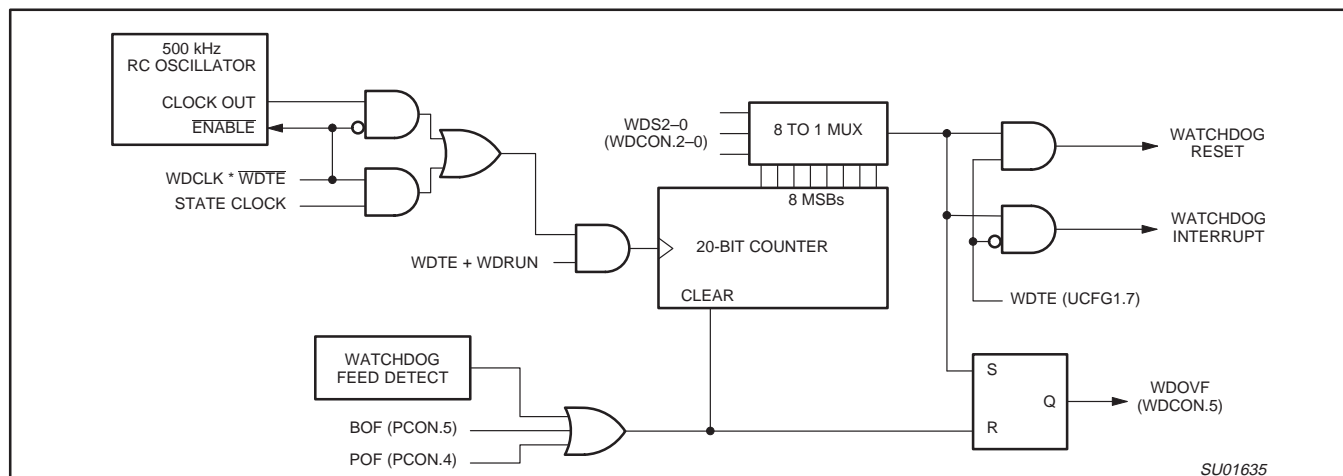 500 kHz
RC OSCILLATOR
CLOCK OUT
ENABLE
WDCLK * WDTE
STATE CLOCK
WDS2–0
(WDCON.2–0)
8 TO 1 MUX
8 MSBs
20-BIT COUNTER
CLEAR
WDTE + WDRUN
WATCHDOG
RESET
WATCHDOG
INTERRUPT
WDTE (UCFG1.7)
WATCHDOG
FEED DETECT
BOF (PCON.5)
POF (PCON.4)
S
Q
R
WDOVF
(WDCON.5)
SU01635